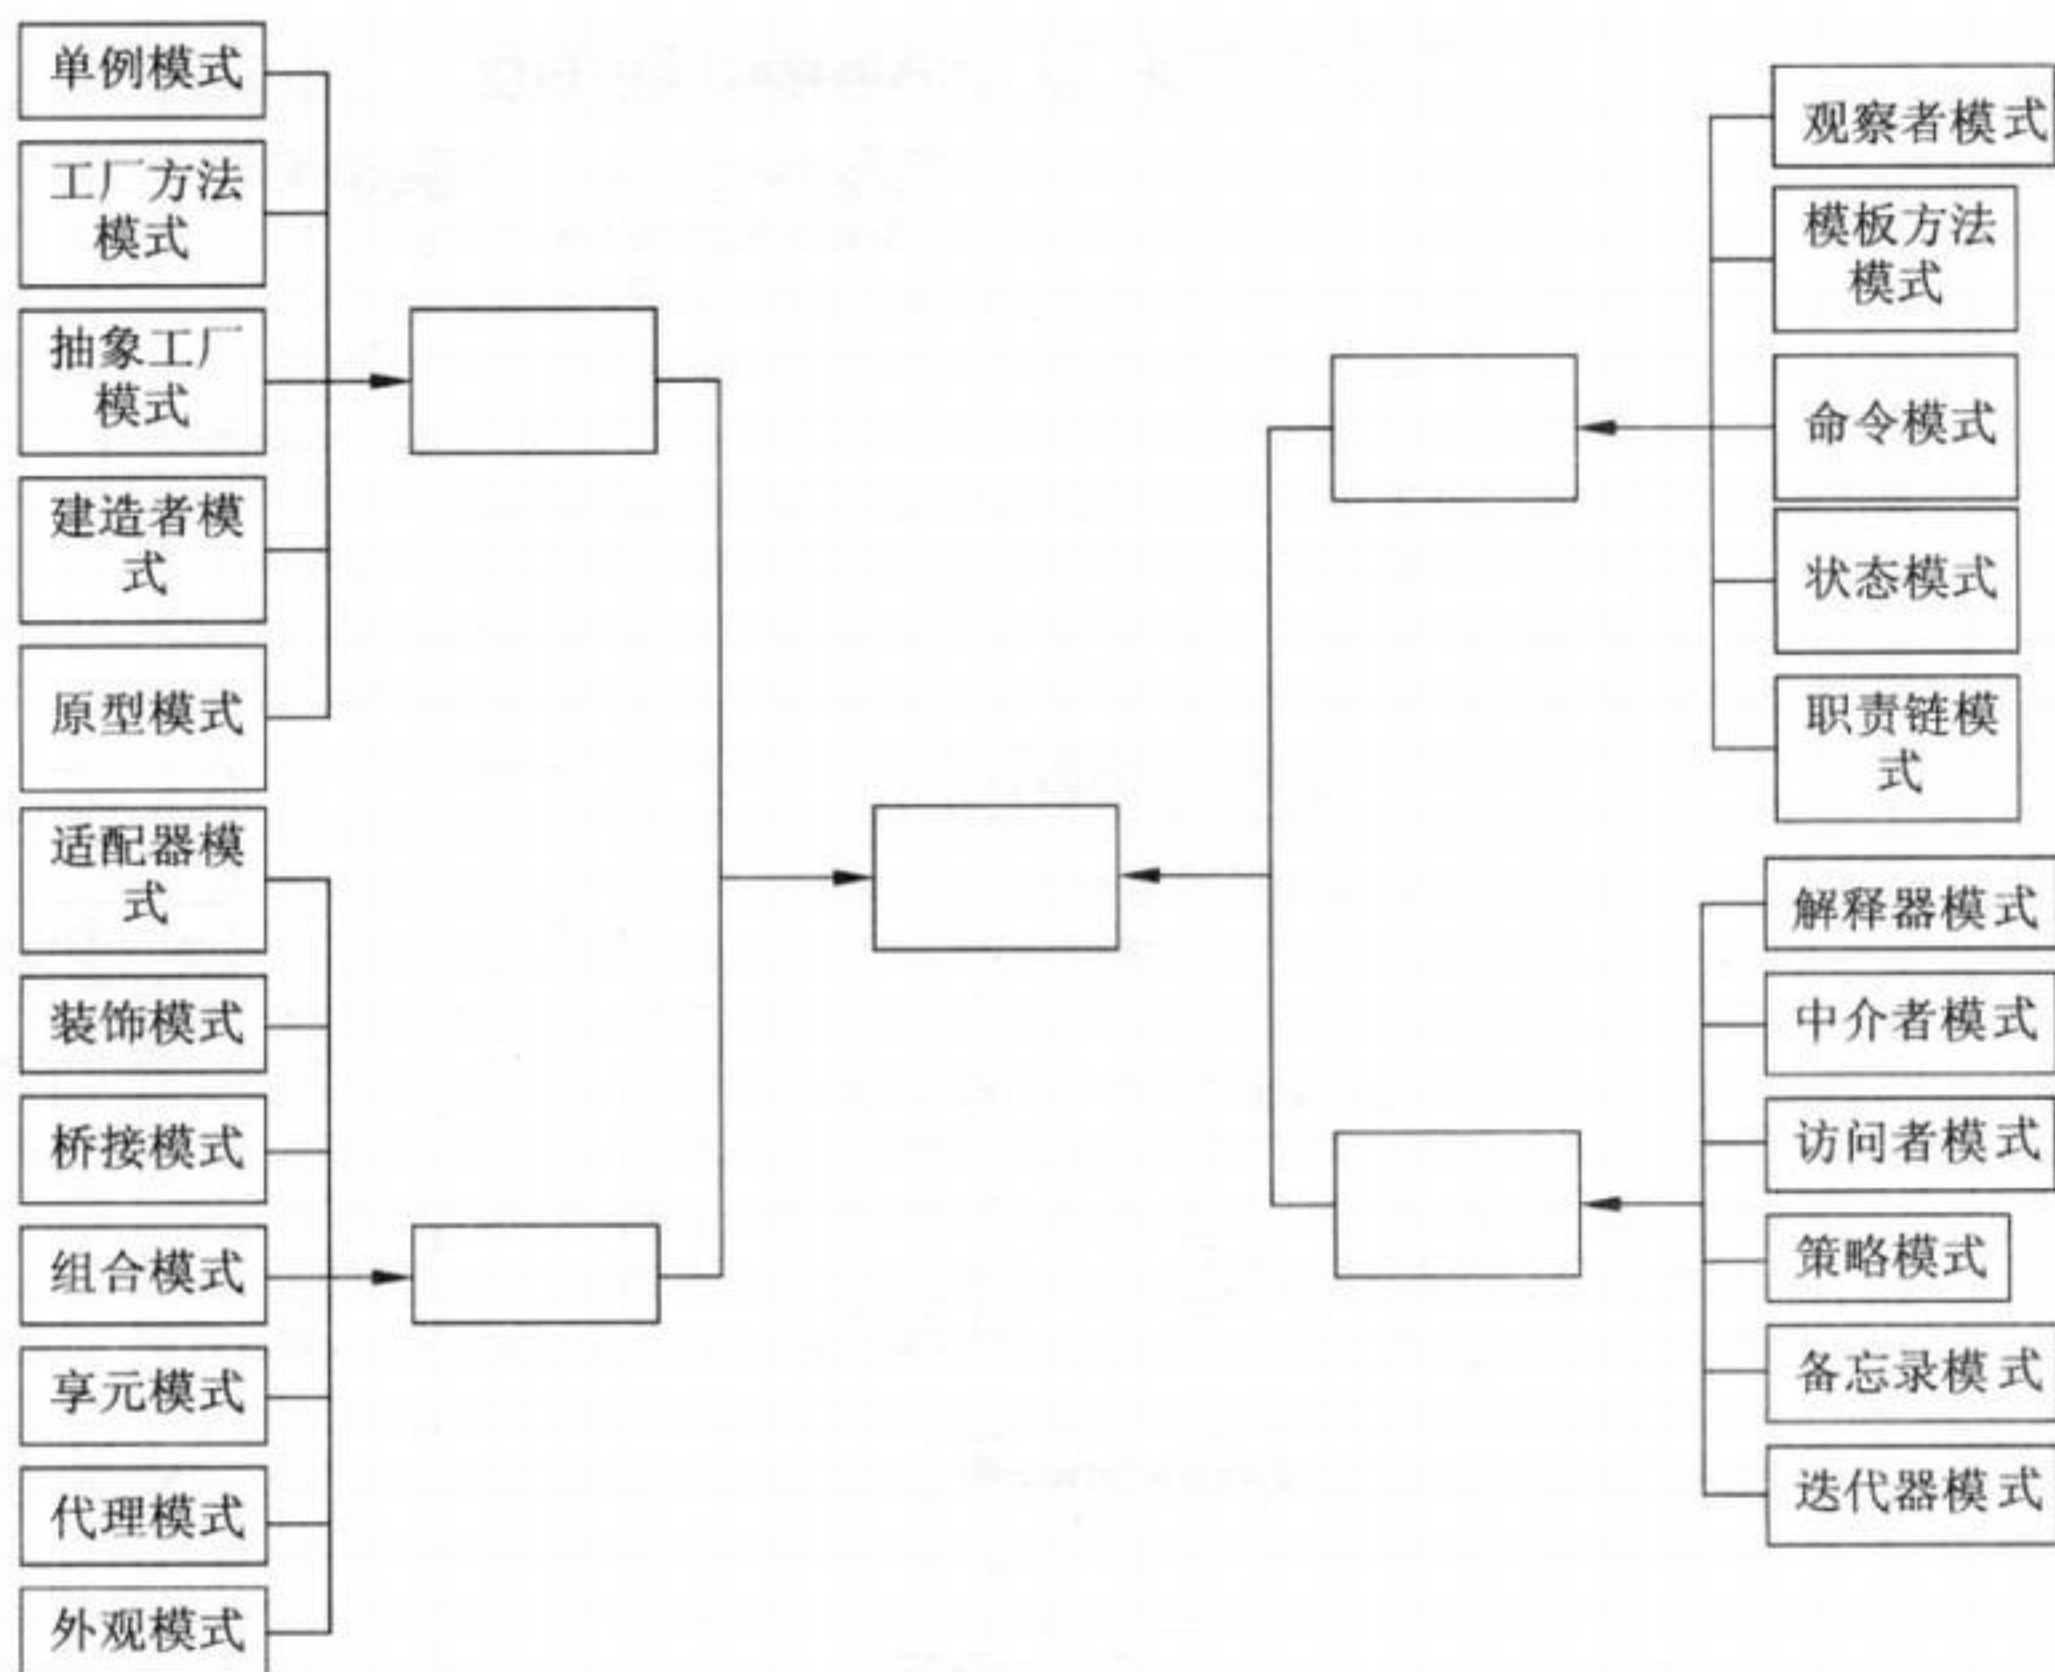 单例模式
工厂方法
模式
抽象工厂
模式
建造者模
式
原型模式
适配器模
式
装饰模式
桥接模式
组合模式
享元模式
代理模式
外观模式
观察者模式
模板方法
模式
命令模式
状态模式
职责链模
式
解释器模式
中介者模式
访问者模式
策略模式
备忘录模式
迭代器模式